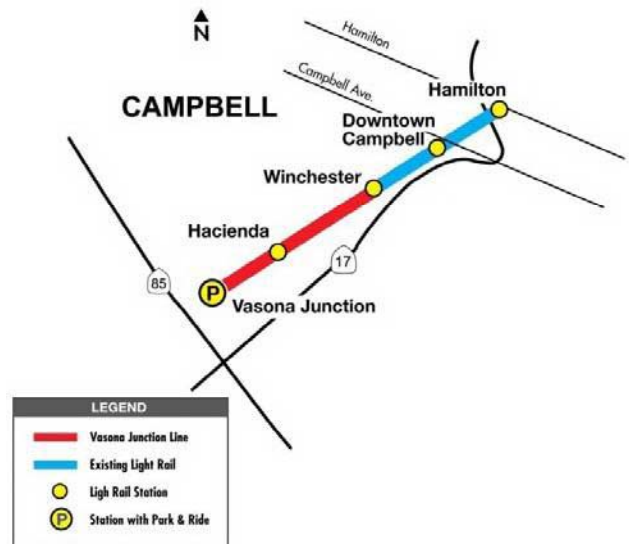 N
Hamilton
Campbell Ave.
CAMPBELL
Hamilton
Downtown
Campbell
Winchester
Hacienda
17
85
P
Vasona Junction
LEGEND
Vasona Junction Line
Existing Light Rail
Ligh Rail Station
P
Station with Park & Ride